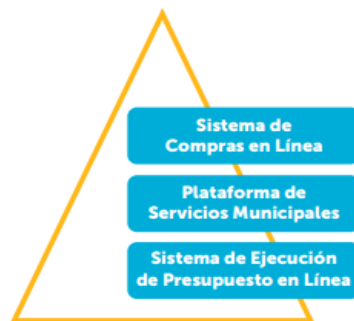 Sistema de
Compras en Línea
Plataforma de
Servicios Municipales
Sistema de Ejecución
de Presupuesto en Línea